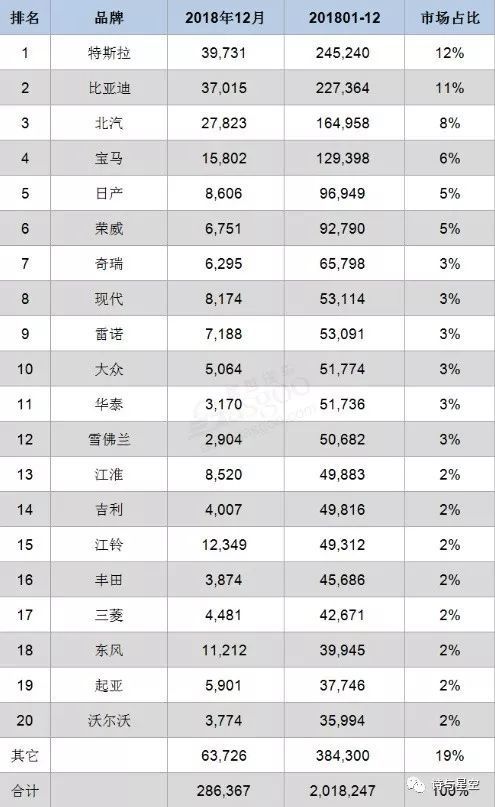 排名 品牌 2018年12月 201801-12 市场占比
1 特斯拉 39,731 245,240 12%
2 比亚迪 37,015 227,364 11%
3 北汽 27,823 164,958 8%
4 宝马 15,802 129,398 6%
5 日产 8,606 96,949 5%
6 荣威 6,751 92,790 5%
7 奇瑞 6,295 65,798 3%
8 现代 8,174 53,114 3%
9 雷诺 7,188 53,091 3%
10 大众 5,064 51,774 3%
11 华泰 3,170 51,736 3%
12 雪佛兰 2,904 50,682 3%
13 江淮 8,520 49,883 2%
14 吉利 4,007 49,816 2%
15 江铃 12,349 49,312 2%
16 丰田 3,874 45,686 2%
17 三菱 4,481 42,671 2%
18 东风 11,212 39,945 2%
19 起亚 5,901 37,746 2%
20 沃尔沃 3,774 35,994 2%
其它 63,726 384,300 19%
合计 286,367 2,018,247 100%
诗与星空